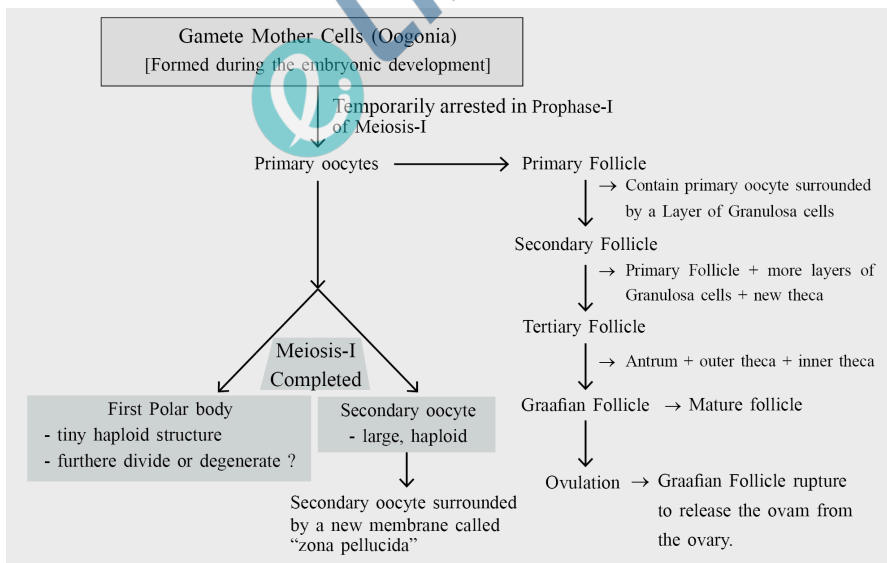 Gamete Mother Cells (Oogonia)
[Formed during the embryonic development]
Temporarily arrested in Prophase-I
of Meiosis-I
Primary oocytes
Primary Follicle
→ Contain primary oocyte surrounded
by a Layer of Granulosa cells
Secondary Follicle
→ Primary Follicle + more layers of
Granulosa cells + new theca
Tertiary Follicle
→ Antrum + outer theca + inner theca
Graafian Follicle → Mature follicle
Ovulation → Graafian Follicle rupture
to release the ovam from
the ovary.
Meiosis-I
Completed
First Polar body
- tiny haploid structure
- furthere divide or degenerate ?
Secondary oocyte
- large, haploid
Secondary oocyte surrounded
by a new membrane called
“zona pellucida”